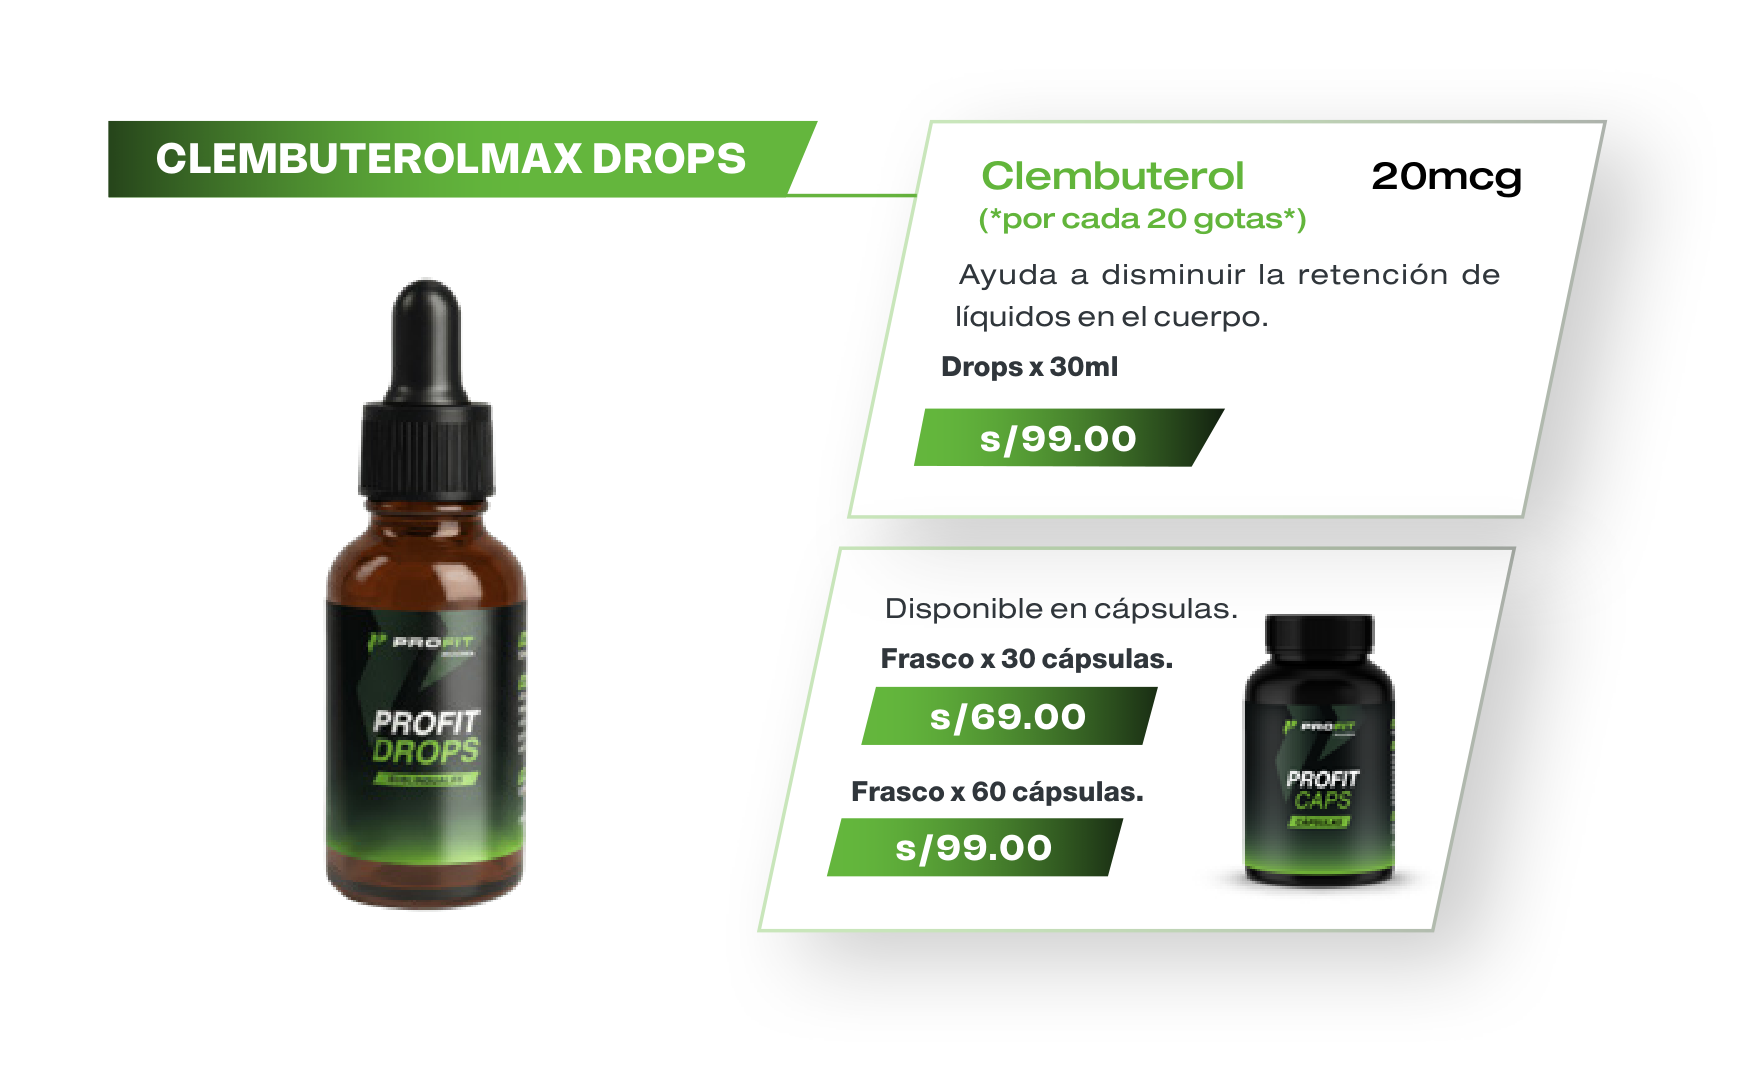 CLEMBUTEROLMAX DROPS
Clembuterol 20mcg
(*por cada 20 gotas*)
Ayuda a disminuir la retención de
líquidos en el cuerpo.
Drops x 30ml
s/99.00
PROFIT
PROFIT
DROPS
SUBLINGUALES
Disponible en cápsulas.
Frasco x 30 cápsulas.
s/69.00
Frasco x 60 cápsulas.
s/99.00
PROFIT
PROFIT
CAPS
CÁPSULAS